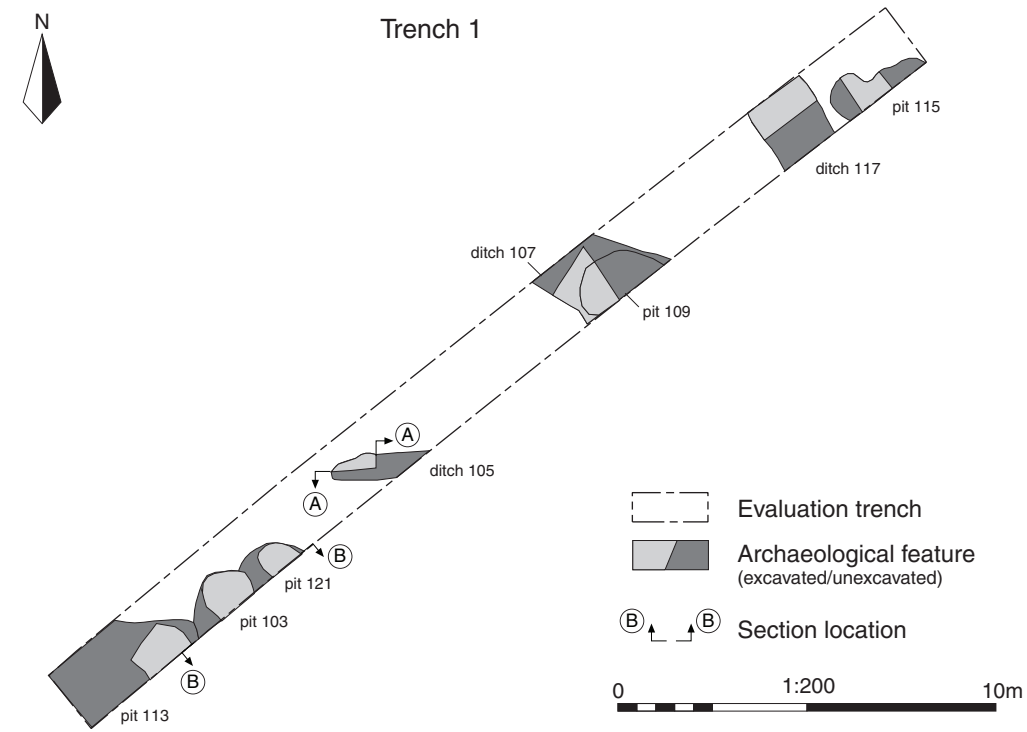 Trench 1
N
pit 115
ditch 117
ditch 107
pit 109
A
ditch 105
A
B
pit 121
pit 103
B
pit 113
Evaluation trench
Archaeological feature
(excavated/unexcavated)
B B
Section location
0 1:200 10m